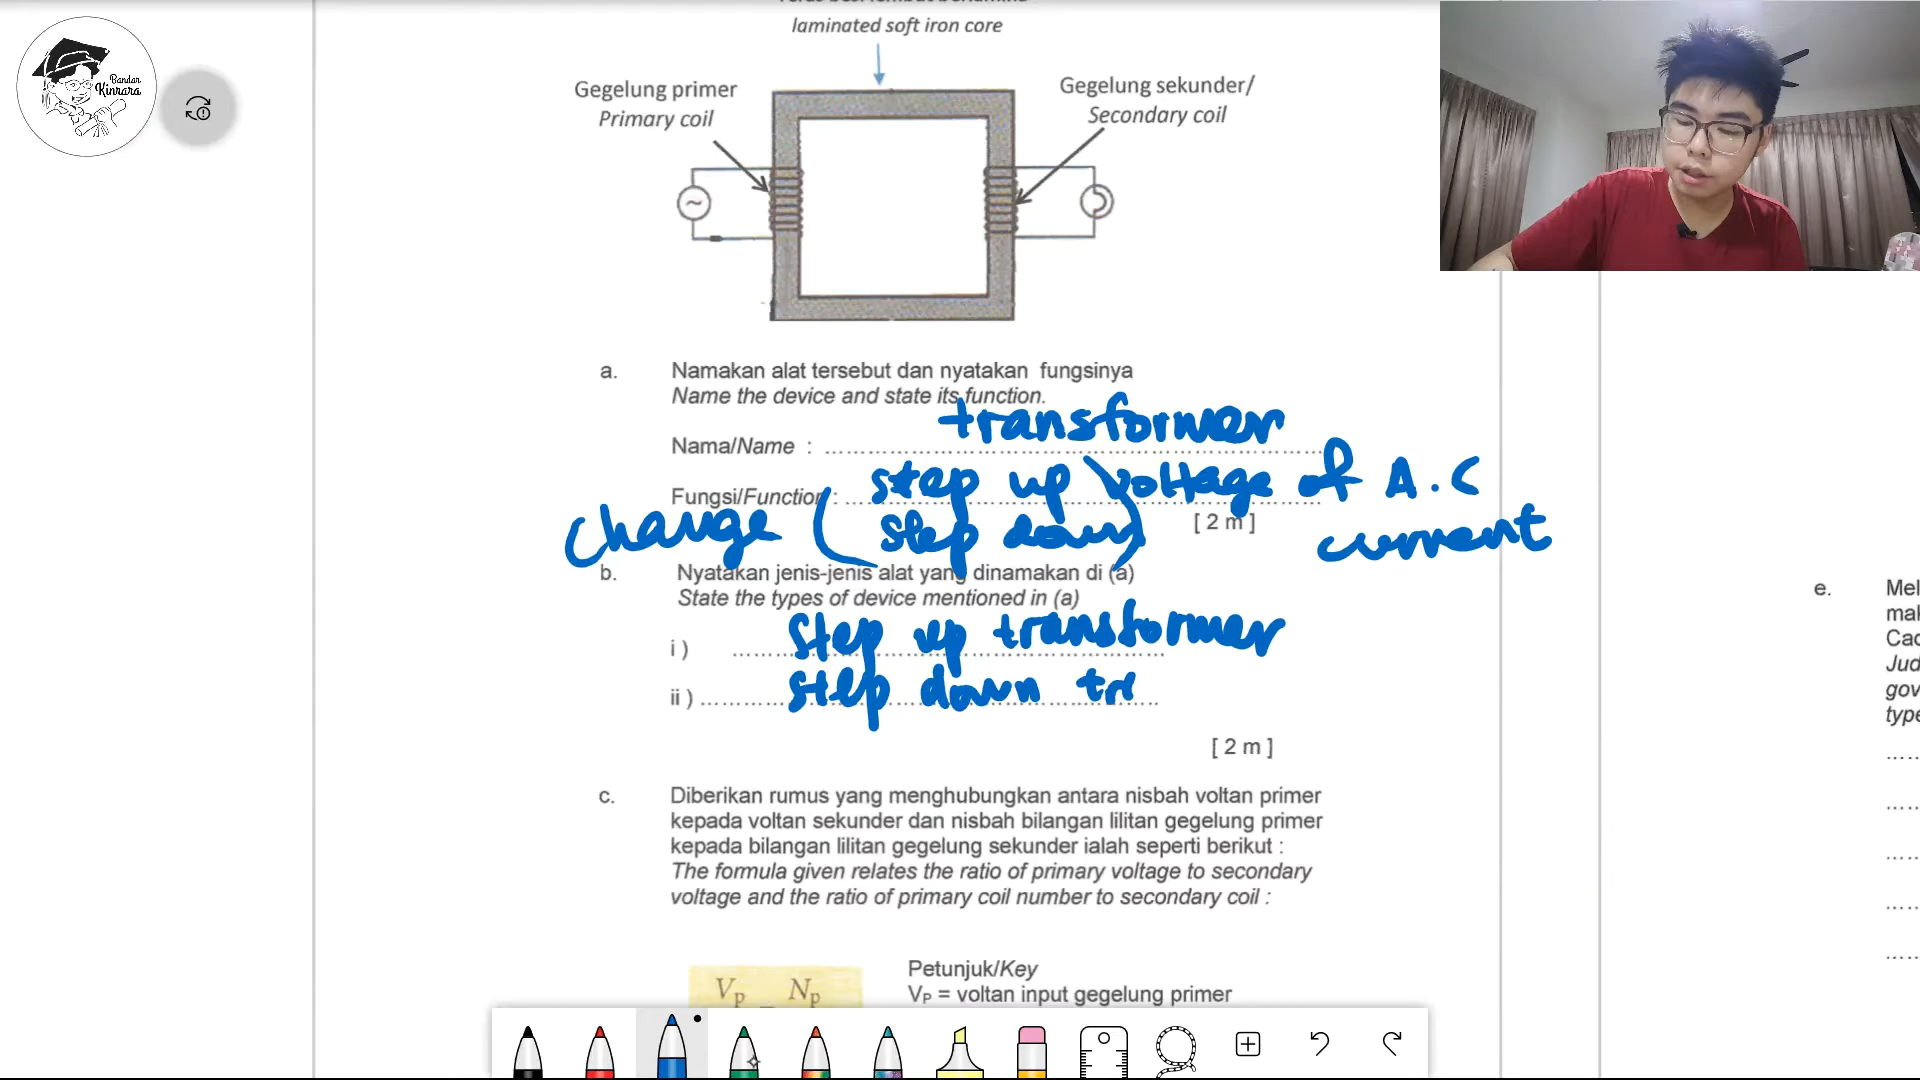 Bandar
Kinrara
laminated soft iron core
Gegelung primer
Primary coil
Gegelung sekunder/
Secondary coil
a. Namakan alat tersebut dan nyatakan fungsinya
Name the device and state its function.
transformer
Nama/Name : ........................................
step up voltage of A.C
Fungsi/Function : ........................................
change ( step down ) current
[ 2 m ]
b. Nyatakan jenis-jenis alat yang dinamakan di (a)
State the types of device mentioned in (a)
i ) step up transformer
ii ) step down tr
[ 2 m ]
c. Diberikan rumus yang menghubungkan antara nisbah voltan primer
kepada voltan sekunder dan nisbah bilangan lilitan gegelung primer
kepada bilangan lilitan gegelung sekunder ialah seperti berikut :
The formula given relates the ratio of primary voltage to secondary
voltage and the ratio of primary coil number to secondary coil :
Vp Np
Petunjuk/Key
VP = voltan input gegelung primer
e. Mel
mak
Jud
gov
type